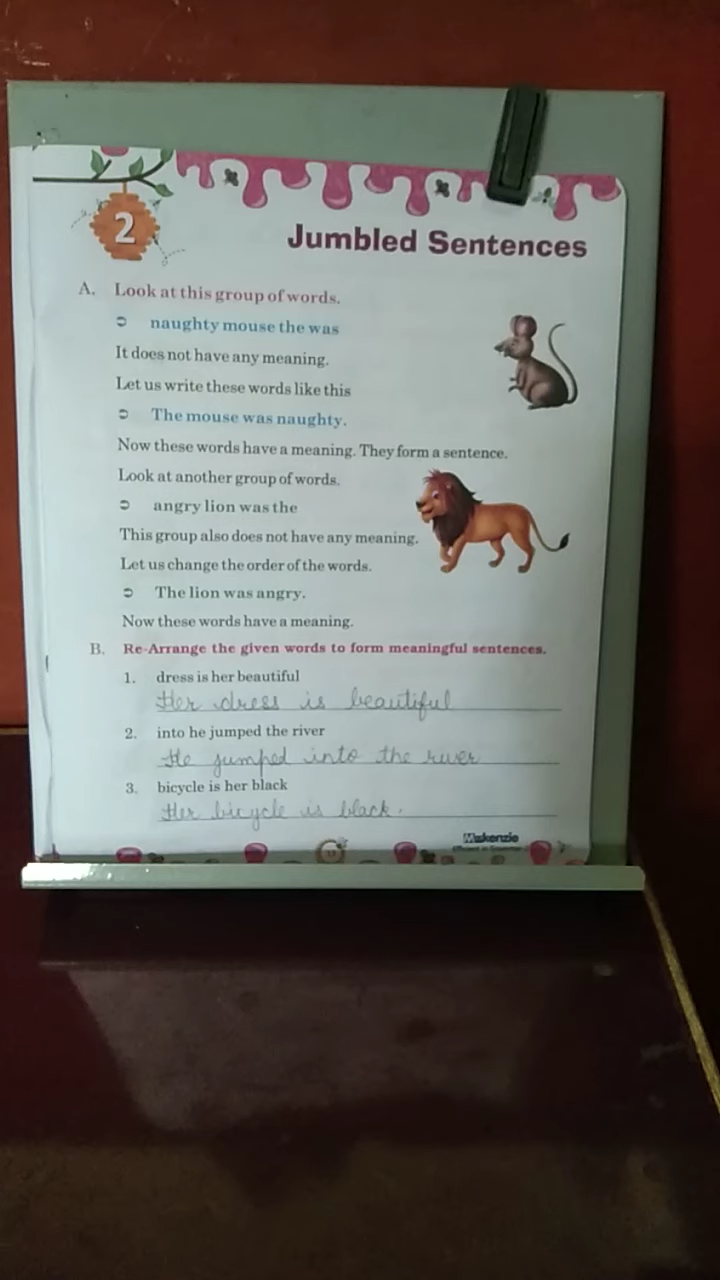 2
Jumbled Sentences
A. Look at this group of words.
naughty mouse the was
It does not have any meaning.
Let us write these words like this
The mouse was naughty.
Now these words have a meaning. They form a sentence.
Look at another group of words.
angry lion was the
This group also does not have any meaning.
Let us change the order of the words.
The lion was angry.
Now these words have a meaning.
B. Re-Arrange the given words to form meaningful sentences.
1. dress is her beautiful
Her dress is beautiful
2. into he jumped the river
He jumped into the river
3. bicycle is her black
Her bicycle is black.